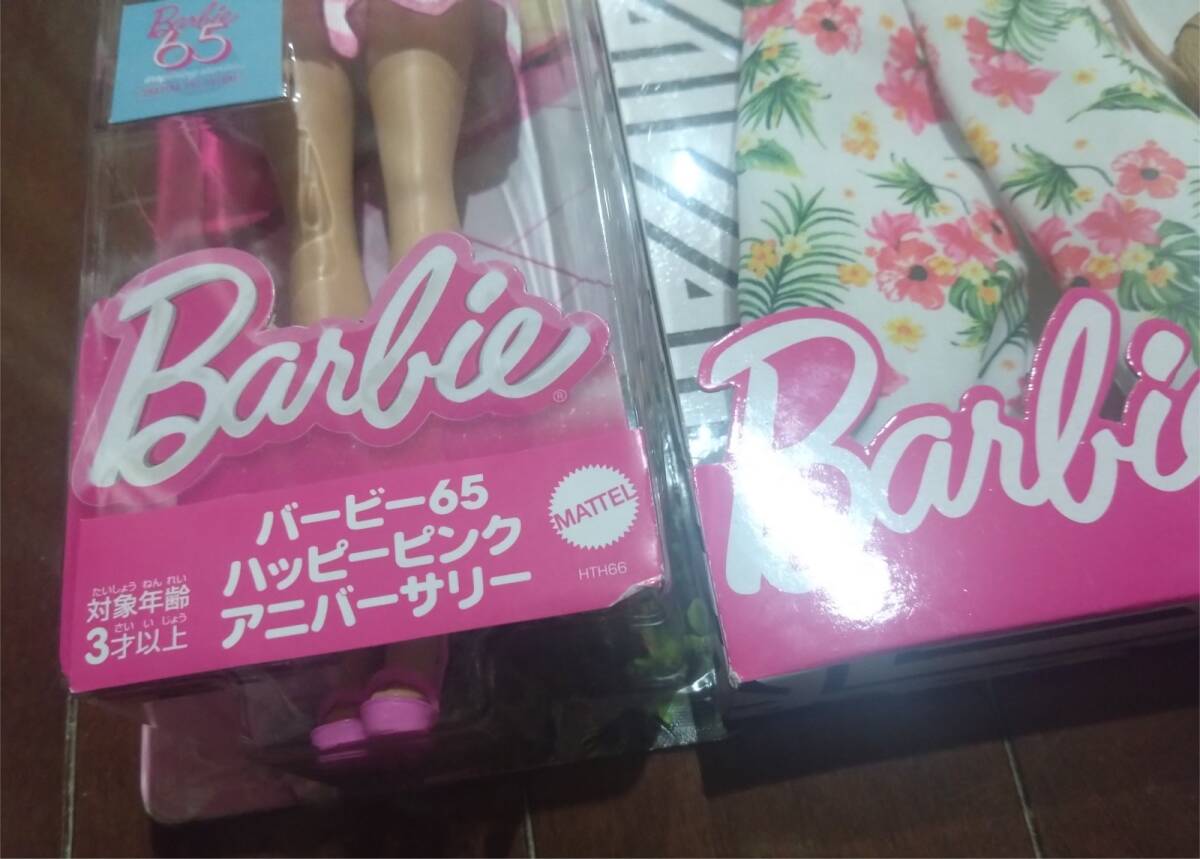 Barbie
65
Barbie®
バービー65
ハッピーピンク
アニバーサリー
たいしょう ねん れい
対象年齢
さい い じょう
3才以上
MATTEL
HTH66
Barbi